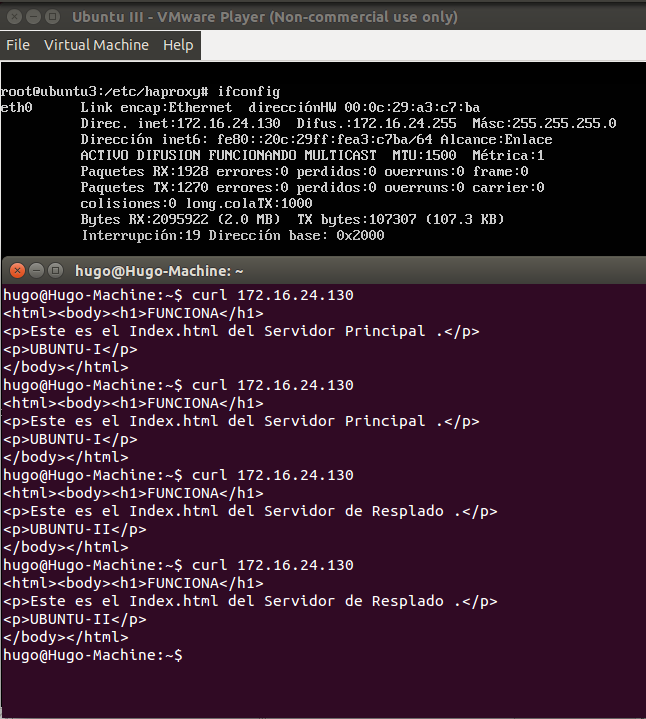 Ubuntu III - VMware Player (Non-commercial use only)
File Virtual Machine Help
root@ubuntu3:/etc/haproxy# ifconfig
eth0 Link encap:Ethernet direcciónHW 00:0c:29:a3:c7:ba
Direc. inet:172.16.24.130 Difus.:172.16.24.255 Másc:255.255.255.0
Dirección inet6: fe80::20c:29ff:fea3:c7ba/64 Alcance:Enlace
ACTIVO DIFUSION FUNCIONANDO MULTICAST MTU:1500 Métrica:1
Paquetes RX:1928 errores:0 perdidos:0 overruns:0 frame:0
Paquetes TX:1270 errores:0 perdidos:0 overruns:0 carrier:0
colisiones:0 long.colaTX:1000
Bytes RX:2095922 (2.0 MB) TX bytes:107307 (107.3 KB)
Interrupción:19 Dirección base: 0x2000
hugo@Hugo-Machine: ~
hugo@Hugo-Machine:~$ curl 172.16.24.130
<html><body><h1>FUNCIONA</h1>
<p>Este es el Index.html del Servidor Principal .</p>
<p>UBUNTU-I</p>
</body></html>
hugo@Hugo-Machine:~$ curl 172.16.24.130
<html><body><h1>FUNCIONA</h1>
<p>Este es el Index.html del Servidor Principal .</p>
<p>UBUNTU-I</p>
</body></html>
hugo@Hugo-Machine:~$ curl 172.16.24.130
<html><body><h1>FUNCIONA</h1>
<p>Este es el Index.html del Servidor de Resplado .</p>
<p>UBUNTU-II</p>
</body></html>
hugo@Hugo-Machine:~$ curl 172.16.24.130
<html><body><h1>FUNCIONA</h1>
<p>Este es el Index.html del Servidor de Resplado .</p>
<p>UBUNTU-II</p>
</body></html>
hugo@Hugo-Machine:~$